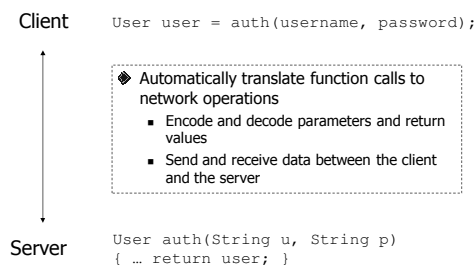 Client User user = auth(username, password);
Automatically translate function calls to
network operations
Encode and decode parameters and return
values
Send and receive data between the client
and the server
Server User auth(String u, String p)
{ … return user; }